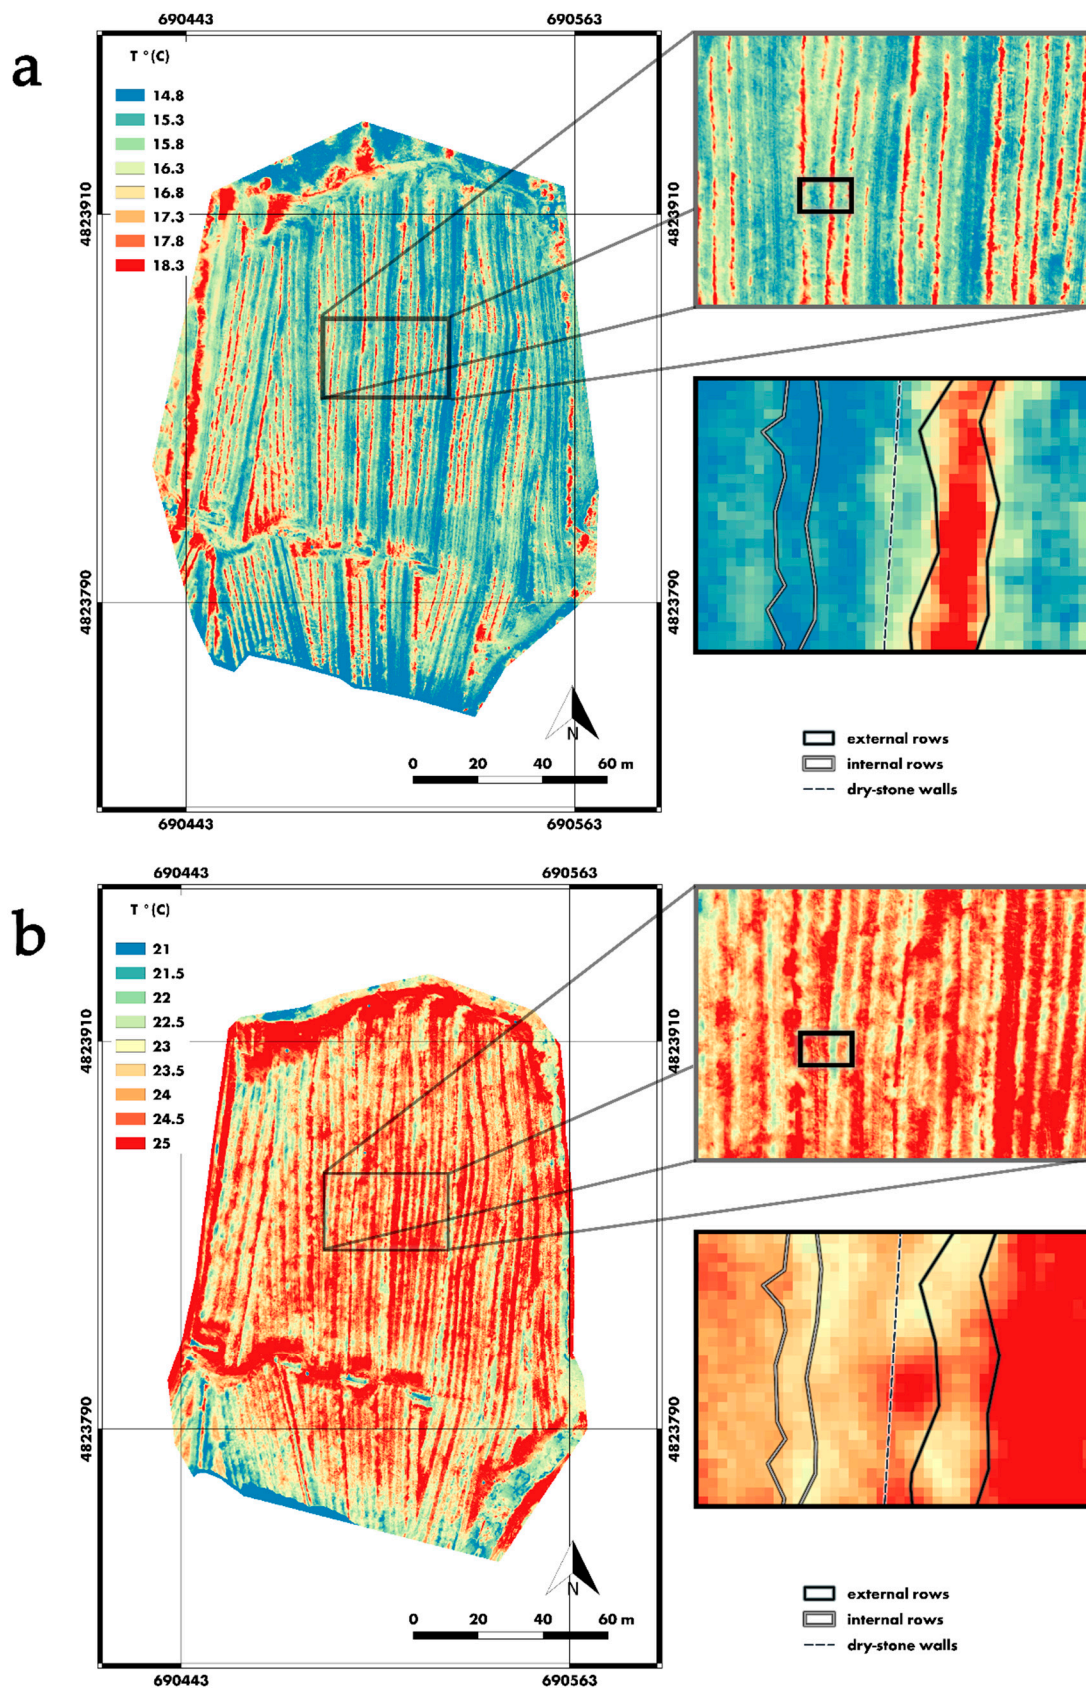 a
690443 690563
T °(C)
14.8
15.3
15.8
16.3
16.8
17.3
17.8
18.3
4823910 4823910
4823790 4823790
N
0 20 40 60 m
690443 690563
external rows
internal rows
dry-stone walls
b
690443 690563
T °(C)
21
21.5
22
22.5
23
23.5
24
24.5
25
4823910 4823910
4823790 4823790
N
0 20 40 60 m
690443 690563
external rows
internal rows
dry-stone walls